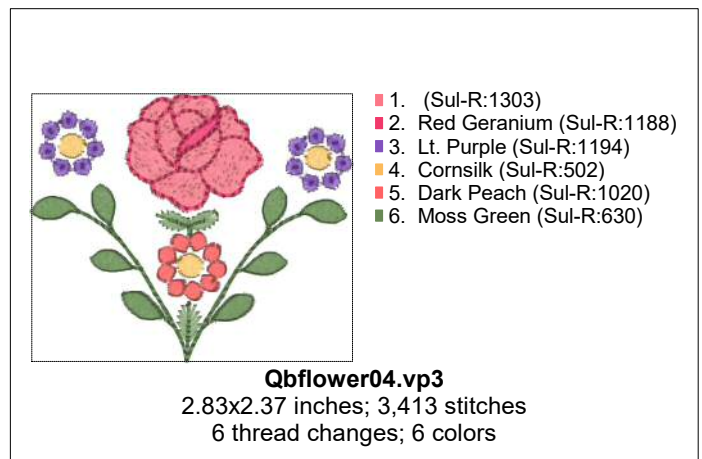 1. (Sul-R:1303)
2. Red Geranium (Sul-R:1188)
3. Lt. Purple (Sul-R:1194)
4. Cornsilk (Sul-R:502)
5. Dark Peach (Sul-R:1020)
6. Moss Green (Sul-R:630)
Qbflower04.vp3
2.83x2.37 inches; 3,413 stitches
6 thread changes; 6 colors